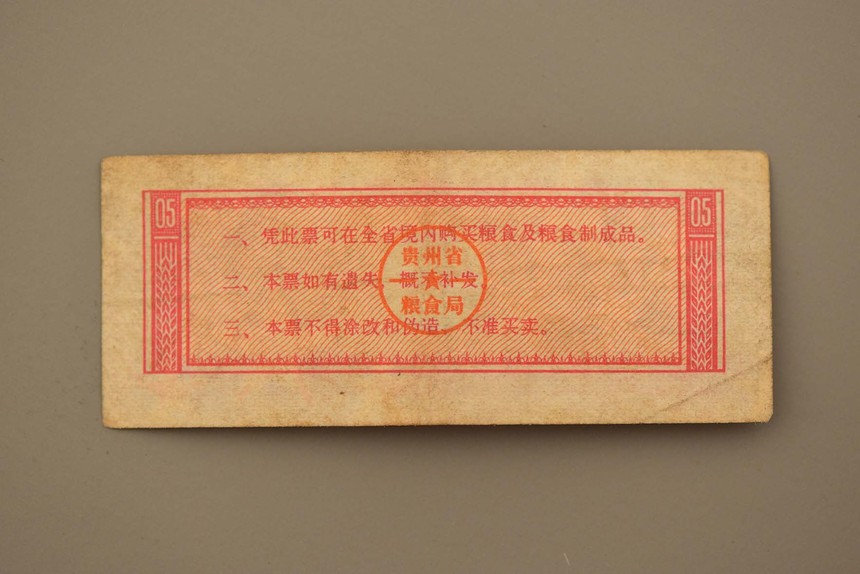 05
05
一、凭此票可在全省境内购买粮食及粮食制成品。
二、本票如有遗失，概不补发。
三、本票不得涂改和伪造，不准买卖。
贵州省
粮食局